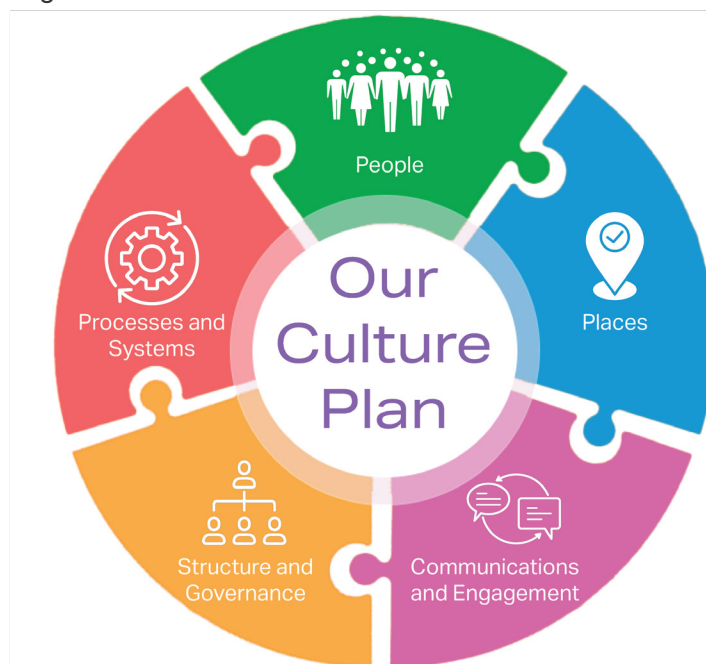 People
Places
Communications
and Engagement
Structure and
Governance
Processes and
Systems
Our
Culture
Plan